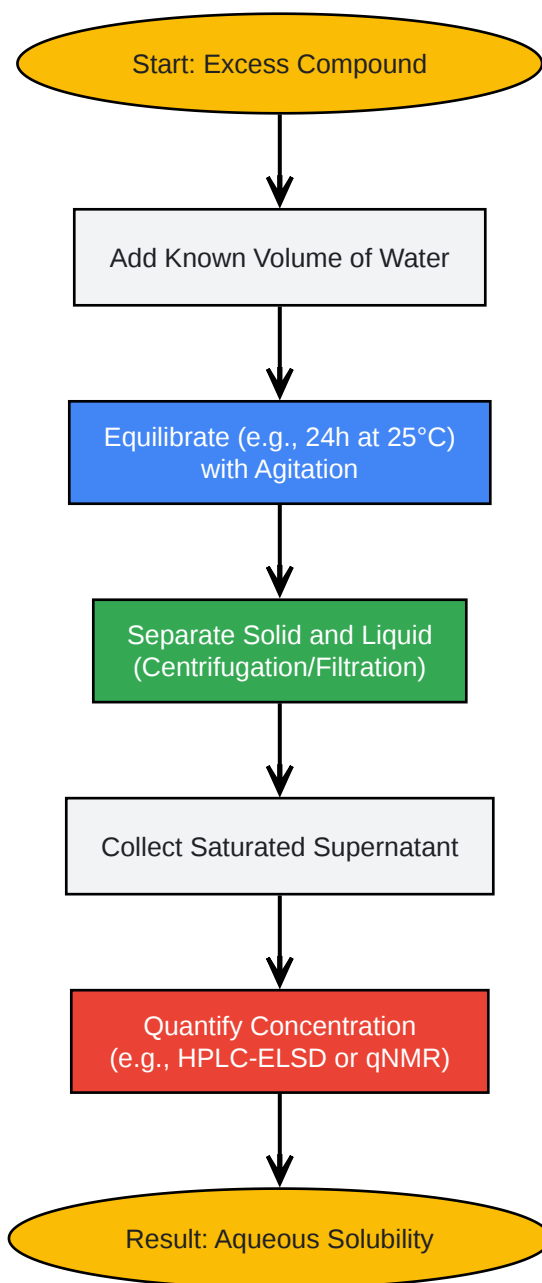 Start: Excess Compound
Add Known Volume of Water
Equilibrate (e.g., 24h at 25°C)
with Agitation
Separate Solid and Liquid
(Centrifugation/Filtration)
Collect Saturated Supernatant
Quantify Concentration
(e.g., HPLC-ELSD or qNMR)
Result: Aqueous Solubility